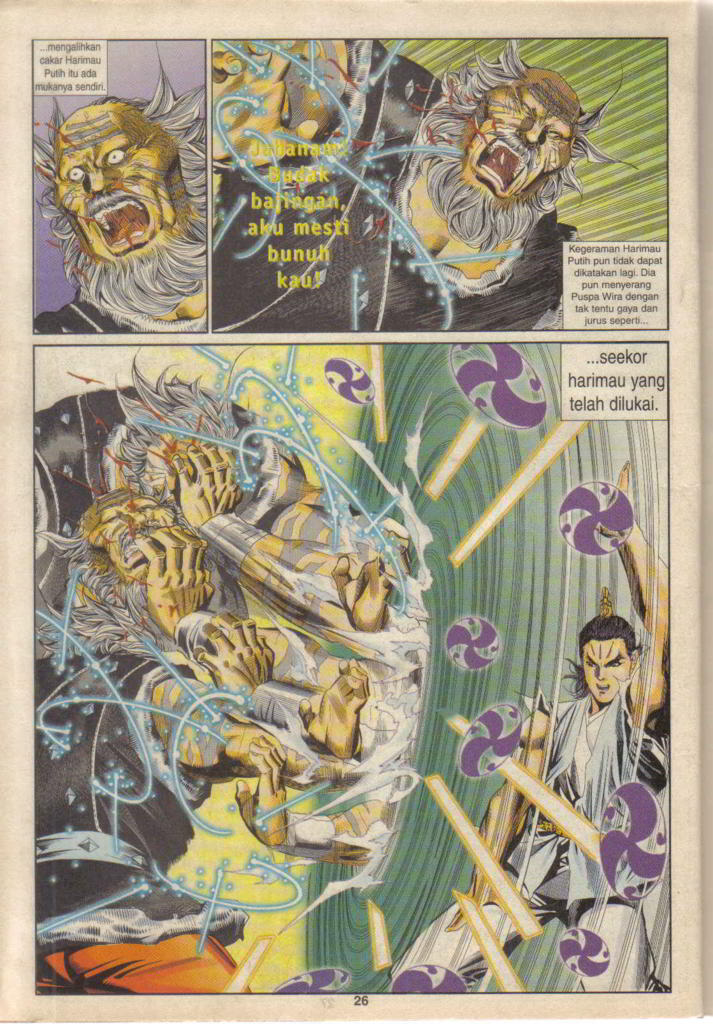 ...mengalihkan
cakar Harimau
Putih itu ada
mukanya sendiri.
Jahanam!
Budak
bajingan,
aku mesti
bunuh
kau!
Kegeraman Harimau
Putih pun tidak dapat
dikatakan lagi. Dia
pun menyerang
Puspa Wira dengan
tak tentu gaya dan
jurus seperti...
...seekor
harimau yang
telah dilukai.
26